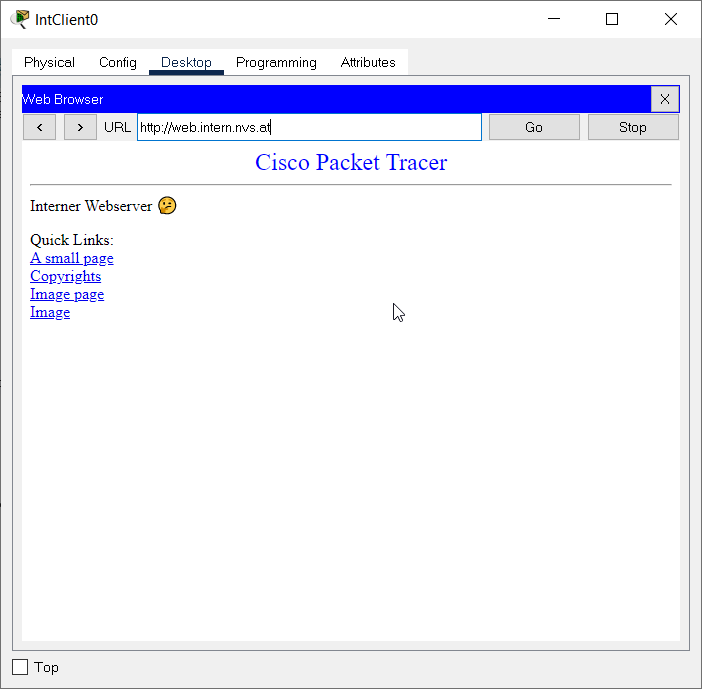 IntClient0
Physical Config Desktop Programming Attributes
Web Browser X
< > URL http://web.intern.nvs.at Go Stop
Cisco Packet Tracer
Interner Webserver 🤔
Quick Links:
A small page
Copyrights
Image page
Image
Top